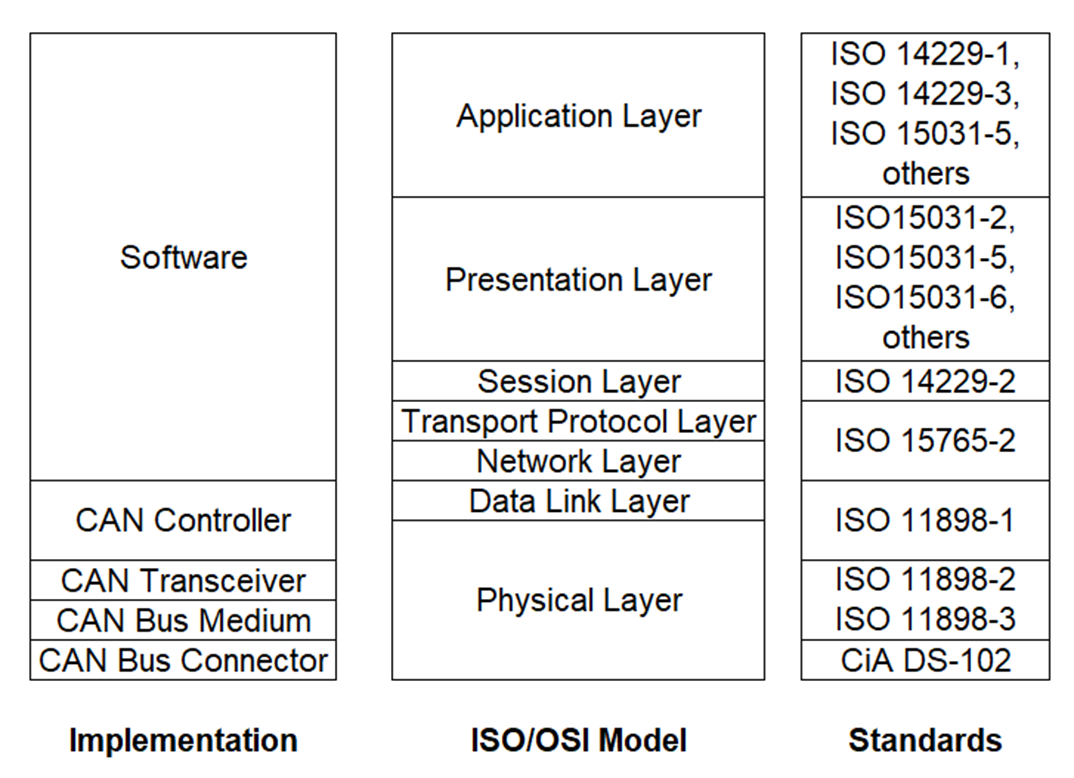 Software
CAN Controller
CAN Transceiver
CAN Bus Medium
CAN Bus Connector
Implementation
Application Layer
Presentation Layer
Session Layer
Transport Protocol Layer
Network Layer
Data Link Layer
Physical Layer
ISO/OSI Model
ISO 14229-1,
ISO 14229-3,
ISO 15031-5,
others
ISO15031-2,
ISO15031-5,
ISO15031-6,
others
ISO 14229-2
ISO 15765-2
ISO 11898-1
ISO 11898-2
ISO 11898-3
CiA DS-102
Standards